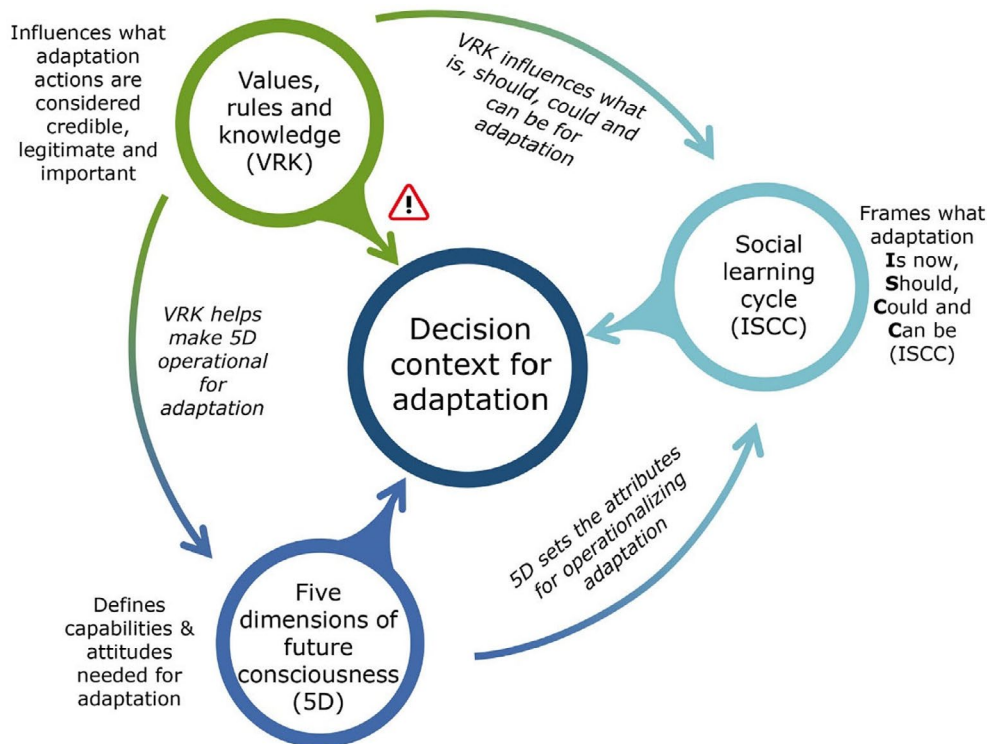 Influences what
adaptation
actions are
considered
credible,
legitimate and
important
Values,
rules and
knowledge
(VRK)
VRK influences what
is, should, could and
can be for
adaptation
!
Social
learning
cycle
(ISCC)
Frames what
adaptation
Is now,
Should,
Could and
Can be
(ISCC)
Decision
context for
adaptation
VRK helps
make 5D
operational
for
adaptation
5D sets the attributes
for operationalizing
adaptation
Five
dimensions of
future
consciousness
(5D)
Defines
capabilities &
attitudes
needed for
adaptation